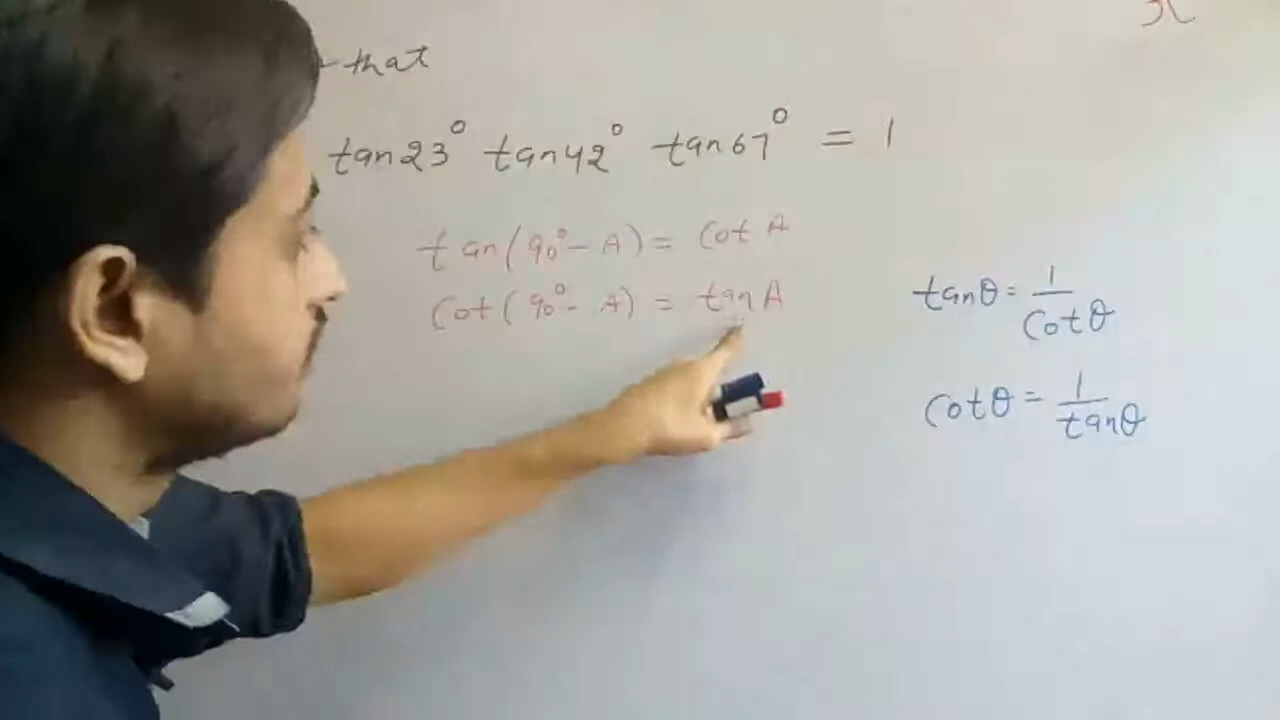 that
tan23° tan42° tan67° = 1
tan(90°- A) = Cot A
Cot(90°- A) = tan A
tanθ = 1/Cotθ
Cotθ = 1/tanθ